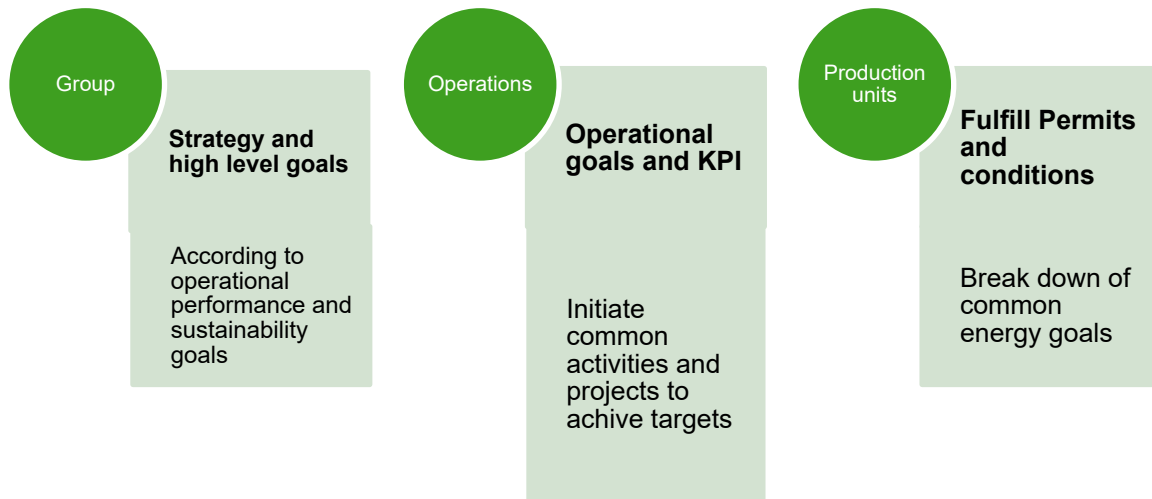 Group
Strategy and
high level goals
According to
operational
performance and
sustainability
goals
Operations
Operational
goals and KPI
Initiate
common
activities and
projects to
achive targets
Production
units
Fulfill Permits
and
conditions
Break down of
common
energy goals